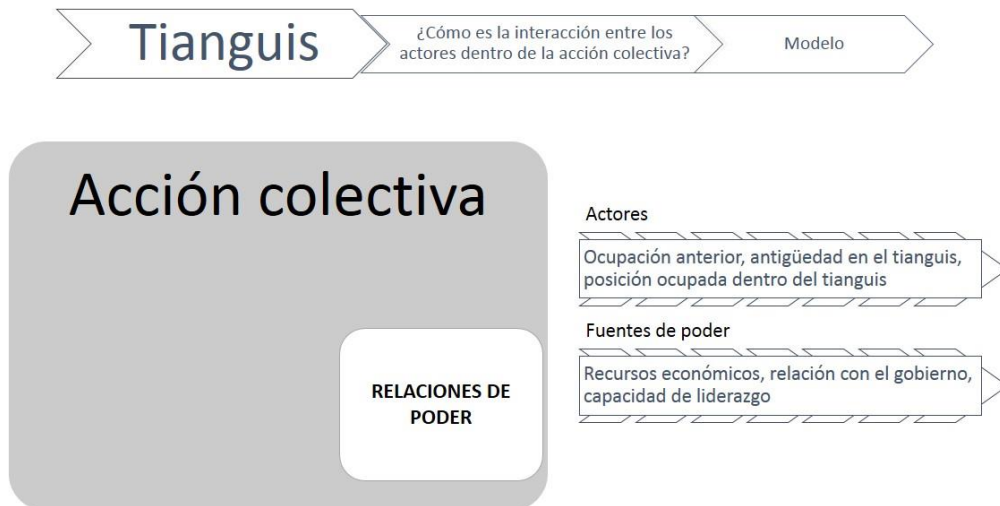 Tianguis
¿Cómo es la interacción entre los
actores dentro de la acción colectiva?
Modelo
Acción colectiva
RELACIONES DE
PODER
Actores
Ocupación anterior, antigüedad en el tianguis,
posición ocupada dentro del tianguis
Fuentes de poder
Recursos económicos, relación con el gobierno,
capacidad de liderazgo